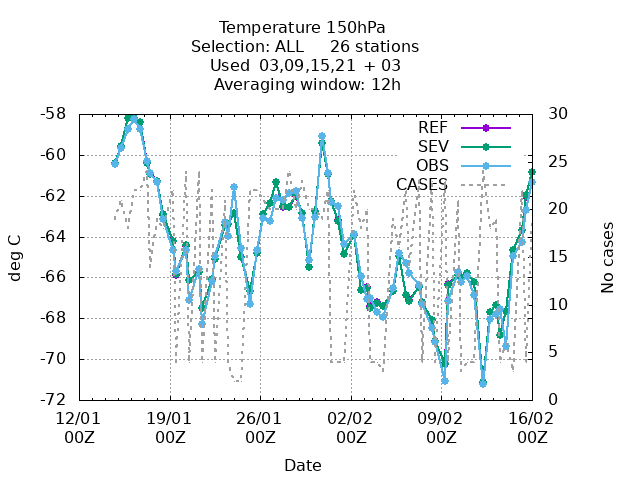 Temperature 150hPa
Selection: ALL 26 stations
Used 03,09,15,21 + 03
Averaging window: 12h
REF
SEV
OBS
CASES
-58
-60
-62
-64
-66
-68
-70
-72
30
25
20
15
10
5
0
deg C
No cases
12/01 19/01 26/01 02/02 09/02 16/02
00Z 00Z 00Z 00Z 00Z 00Z
Date